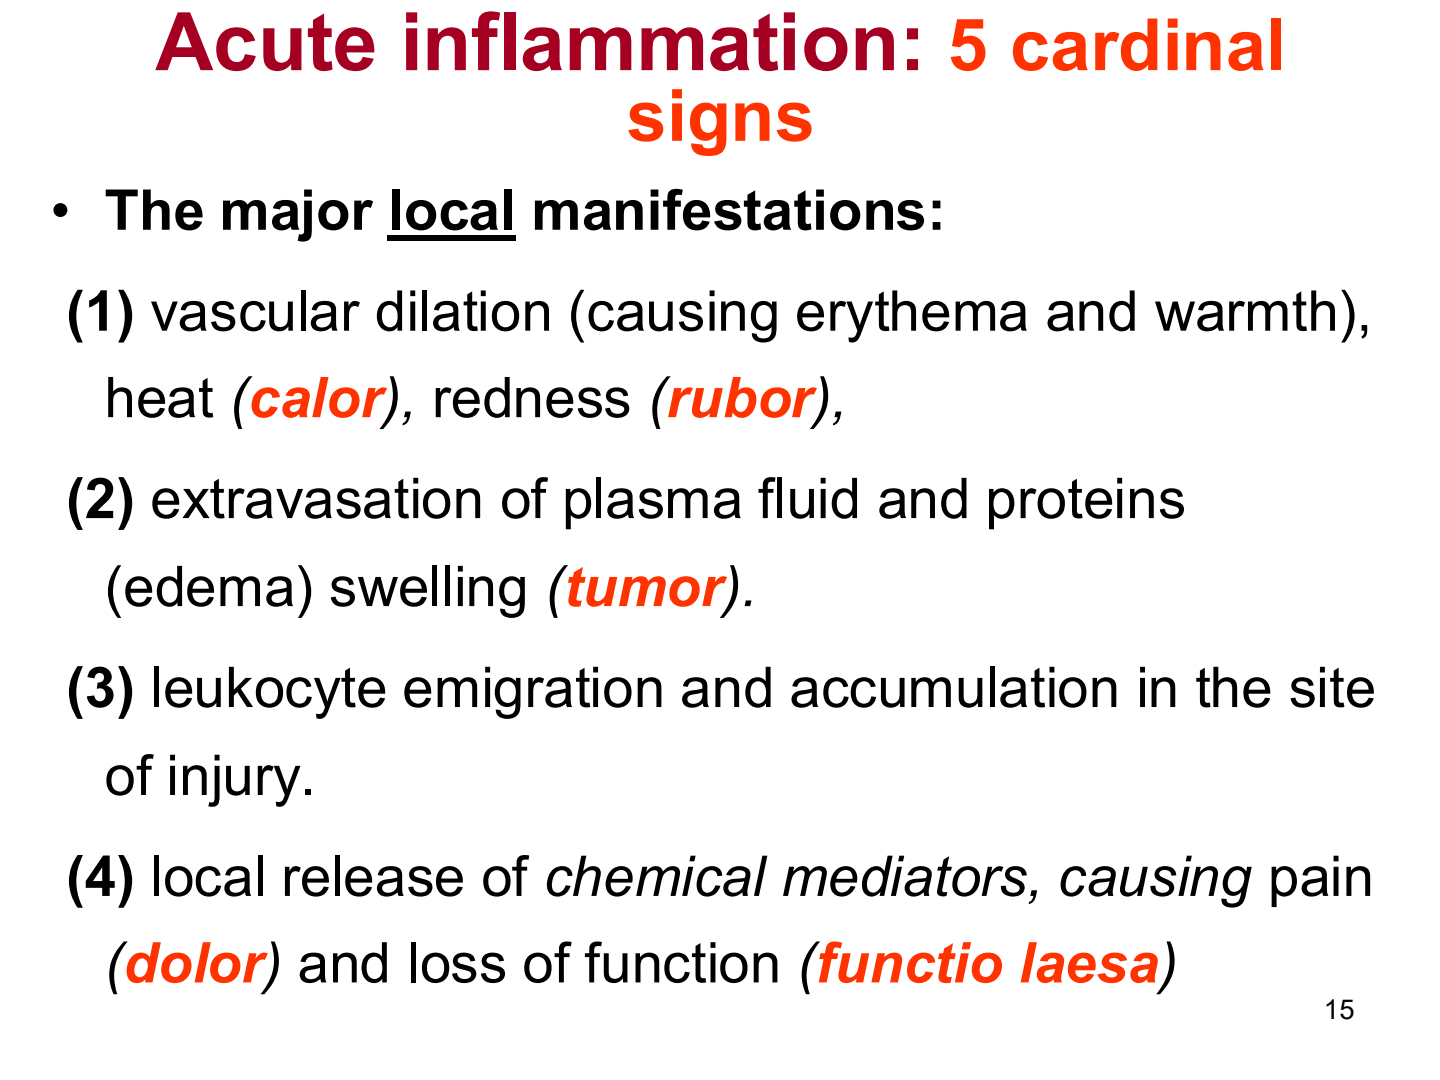 Acute inflammation: 5 cardinal
signs
• The major local manifestations:
(1) vascular dilation (causing erythema and warmth),
heat (calor), redness (rubor),
(2) extravasation of plasma fluid and proteins
(edema) swelling (tumor).
(3) leukocyte emigration and accumulation in the site
of injury.
(4) local release of chemical mediators, causing pain
(dolor) and loss of function (functio laesa)
15